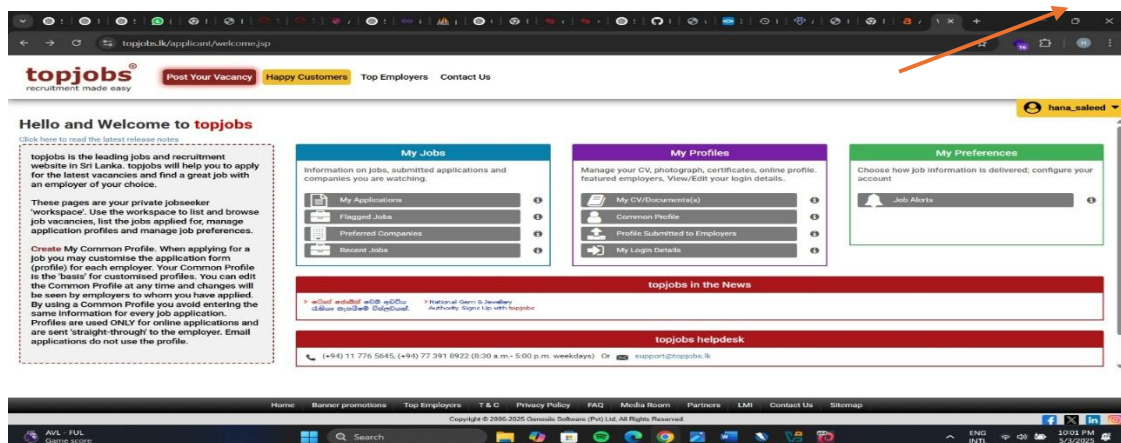 topjobs.lk/applicant/welcome.jsp
16
H
topjobs
recruitment made easy
Post Your Vacancy
Happy Customers
Top Employers
Contact Us
hana_saleed
Hello and Welcome to topjobs
Click here to read the latest release notes
topjobs is the leading jobs and recruitment
website in Sri Lanka. topjobs will help you to apply
for the latest vacancies and find a great job with
an employer of your choice.
These pages are your private jobseeker
'workspace'. Use the workspace to list and browse
job vacancies, list the jobs applied for, manage
application profiles and manage job preferences.
Create My Common Profile. When applying for a
job you may customise the application form
(profile) for each employer. Your Common Profile
is the 'basis' for customised profiles. You can edit
the Common Profile at any time and changes will
be seen by employers to whom you have applied.
By using a Common Profile you avoid entering the
same information for every job application.
Profiles are used ONLY for online applications and
are sent 'straight-through' to the employer. Email
applications do not use the profile.
My Jobs
Information on jobs, submitted applications and
companies you are watching.
My Applications
Flagged Jobs
Preferred Companies
Recent Jobs
My Profiles
Manage your CV, photograph, certificates, online profile.
featured employers, View/Edit your login details.
My CV/Documents(s)
Common Profile
Profile Submitted to Employers
My Login Details
My Preferences
Choose how job information is delivered; configure your
account
Job Alerts
topjobs in the News
National Gem & Jewellery
Authority Signs Up with topjobs
topjobs helpdesk
(+94) 11 776 5645, (+94) 77 391 8922 (8:30 a.m.- 5:00 p.m. weekdays) Or support@topjobs.lk
Home Banner promotions Top Employers T & C Privacy Policy FAQ Media Room Partners LMI Contact Us Sitemap
Copyright © 2006-2025 Genesiis Software (Pvt) Ltd. All Rights Reserved
AVL - FUL
Game score
Search
ENG
INTL
10:01 PM
5/3/2025